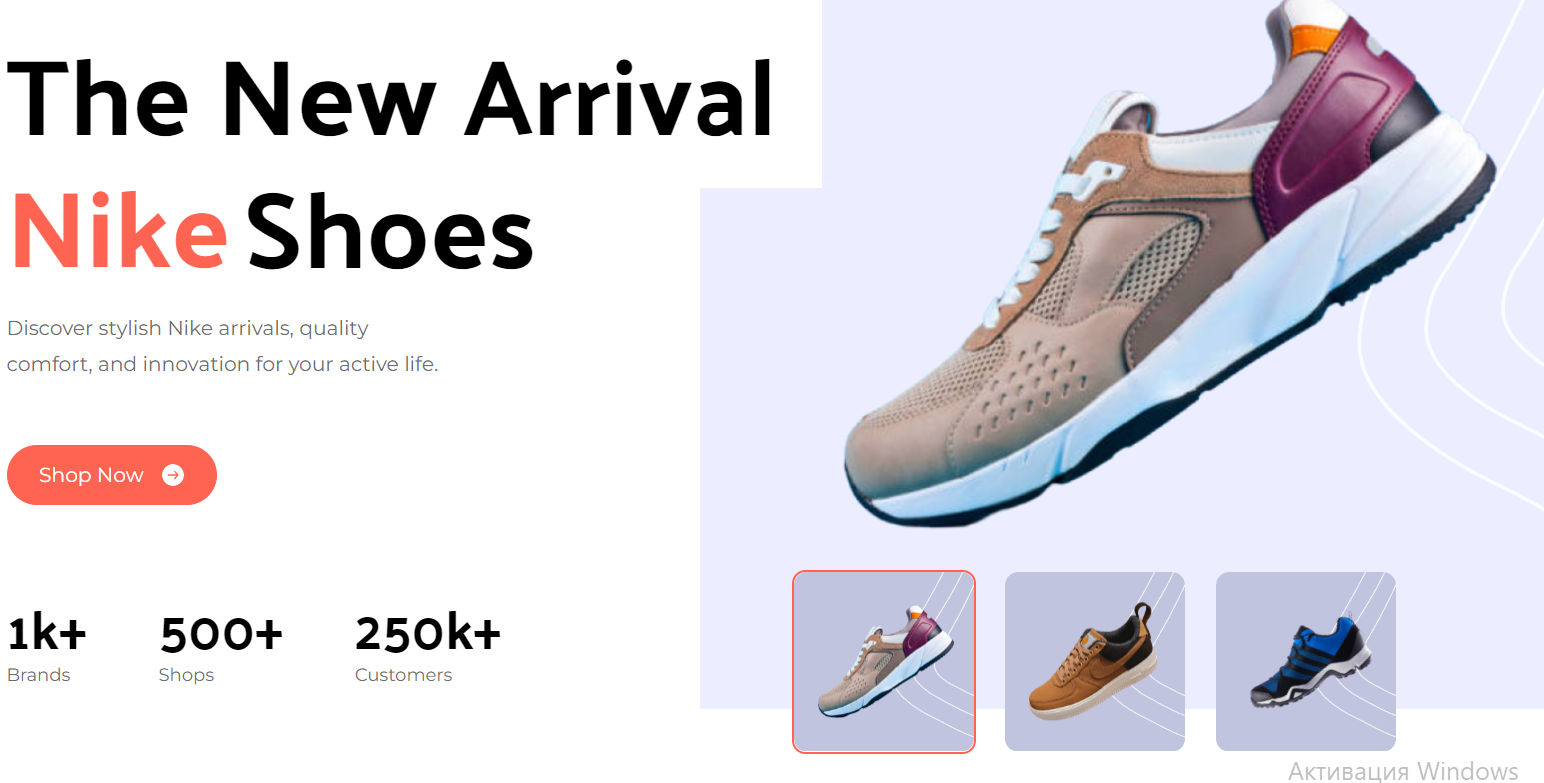 The New Arrival
Nike Shoes
Discover stylish Nike arrivals, quality
comfort, and innovation for your active life.
Shop Now
1k+
Brands
500+
Shops
250k+
Customers
Активация Windows